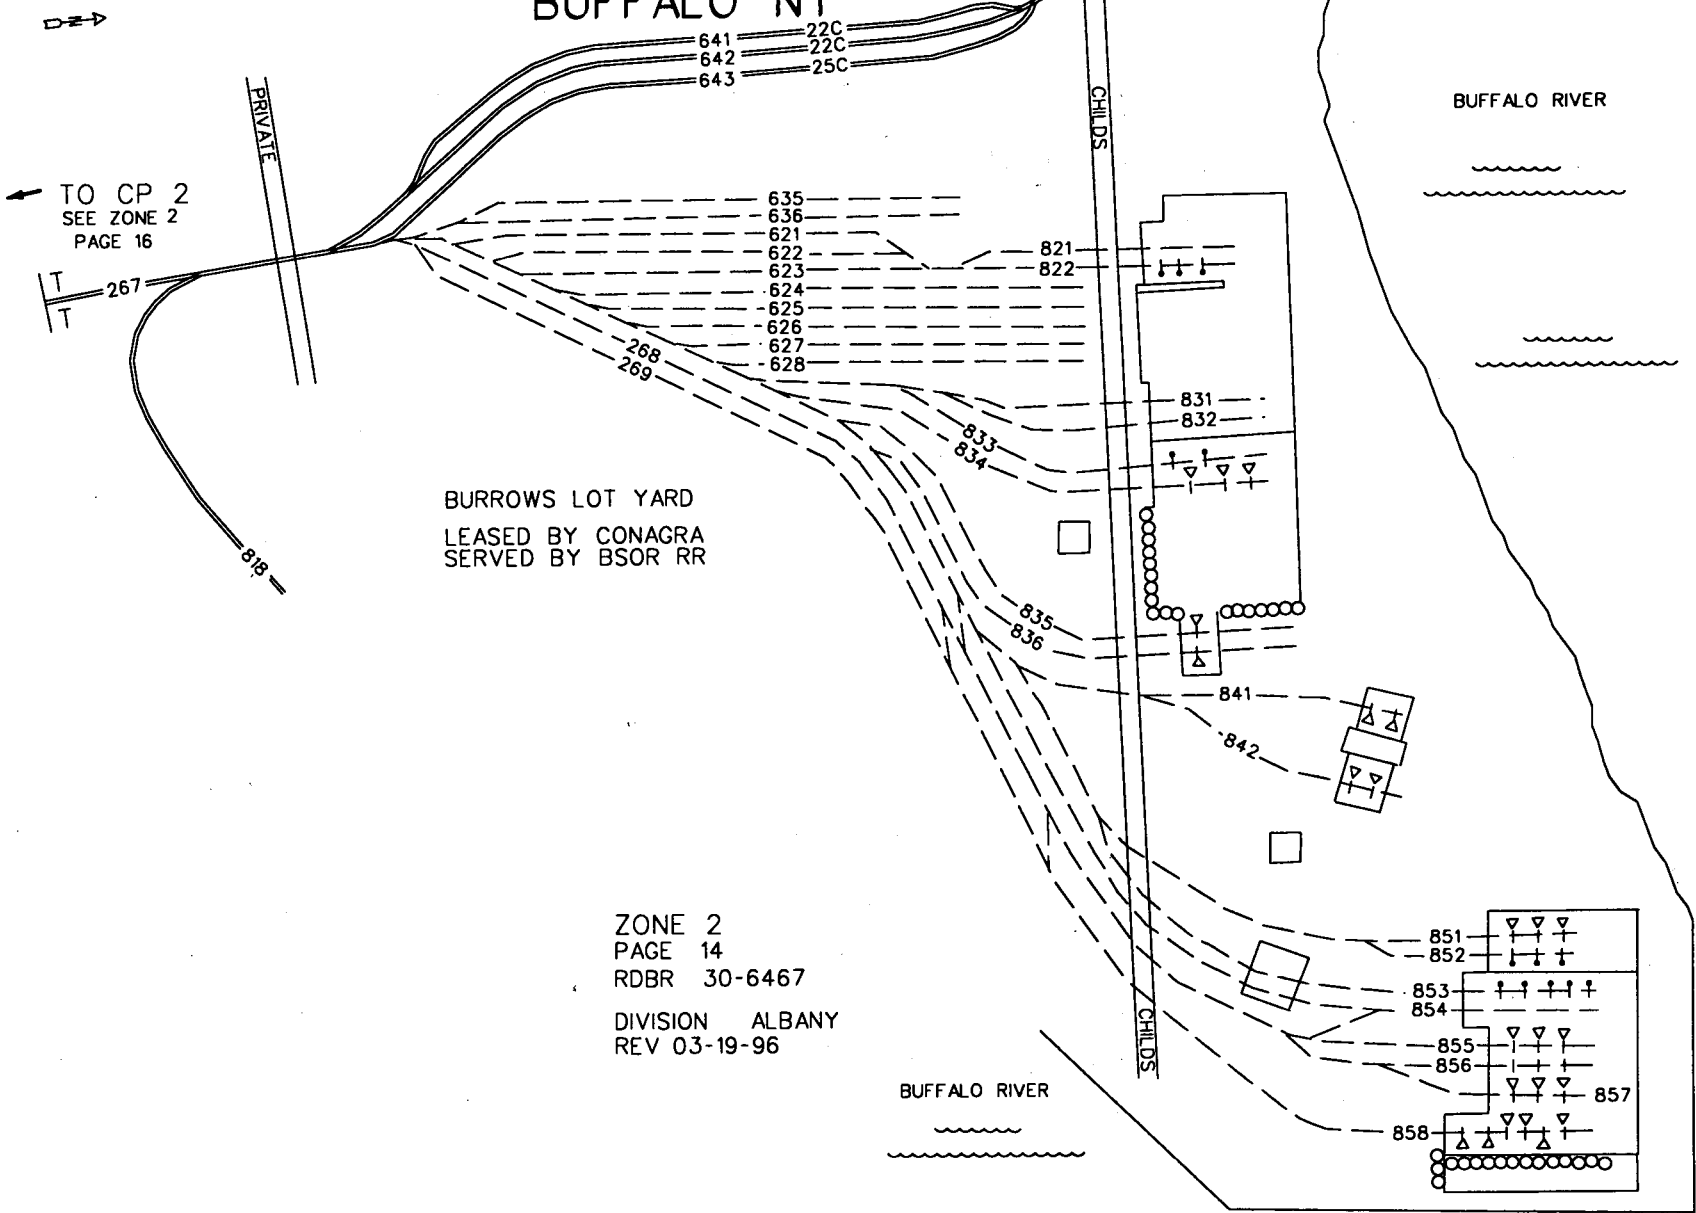 BUFFALO NY
N
641 22C
642 22C
643 25C
PRIVATE
CHILDS
BUFFALO RIVER
TO CP 2
SEE ZONE 2
PAGE 16
T
267
T
635
636
621
622
623
624
625
626
627
628
821
822
268
269
831
832
833
834
BURROWS LOT YARD
LEASED BY CONAGRA
SERVED BY BSOR RR
818
835
836
841
842
ZONE 2
PAGE 14
RDBR 30-6467
DIVISION ALBANY
REV 03-19-96
851
852
853
854
855
856
857
858
CHILDS
BUFFALO RIVER